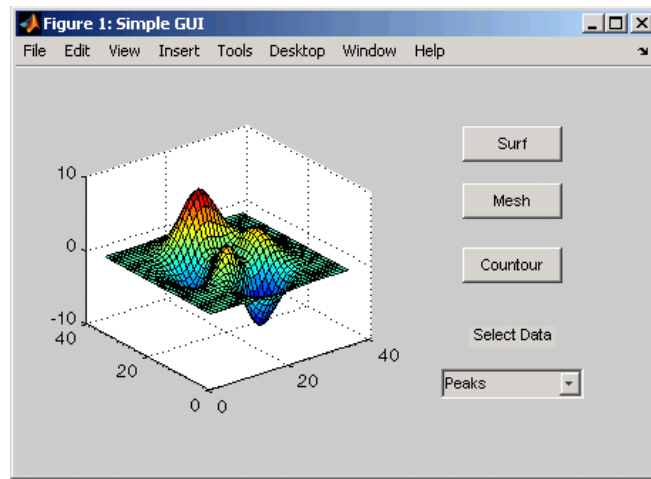 Figure 1: Simple GUI
File Edit View Insert Tools Desktop Window Help
Surf
Mesh
Countour
Select Data
Peaks
10
0
-10
40
20
0
0
20
40